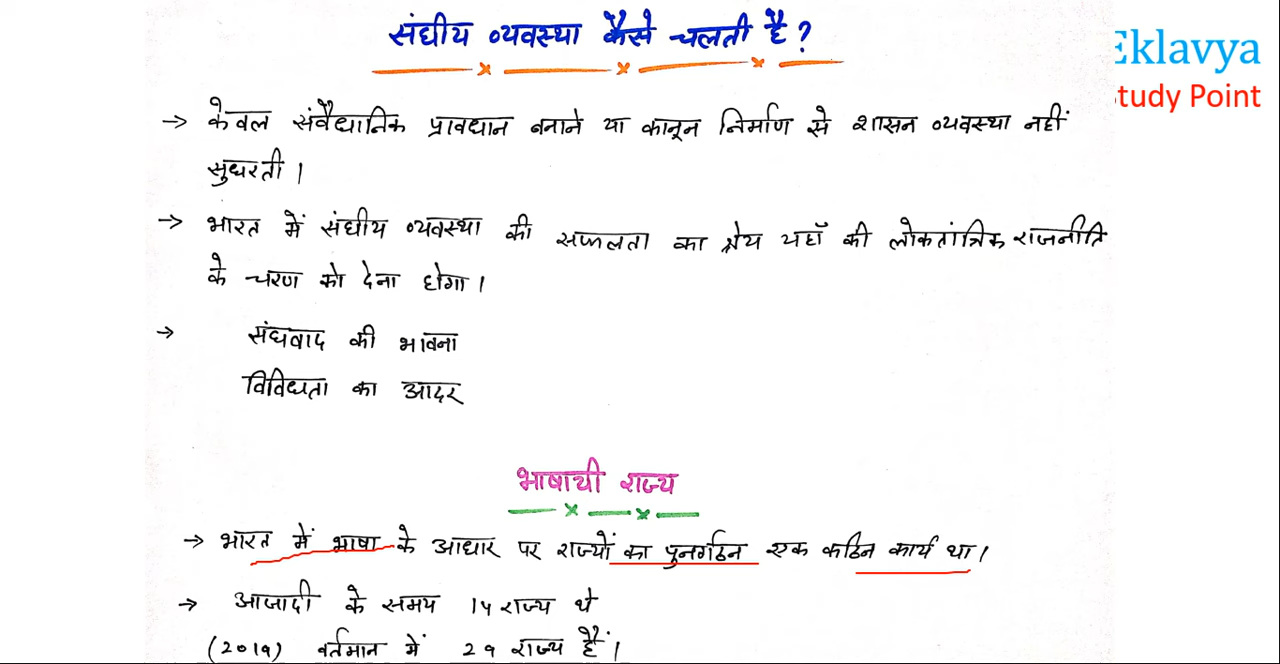 संघीय व्यवस्था कैसे चलती है?
Eklavya
Study Point
→ केवल संवैधानिक प्रावधान बनाने या कानून निर्माण से शासन व्यवस्था नहीं
सुधरती।
→ भारत में संघीय व्यवस्था की सफलता का श्रेय यहाँ की लोकतांत्रिक राजनीति
के चरण को देना होगा।
→ संघवाद की भावना
विविधता का आदर
भाषायी राज्य
→ भारत में भाषा के आधार पर राज्यों का पुनर्गठन एक कठिन कार्य था।
→ आजादी के समय 14 राज्य थे
(2019) वर्तमान में 29 राज्य हैं।